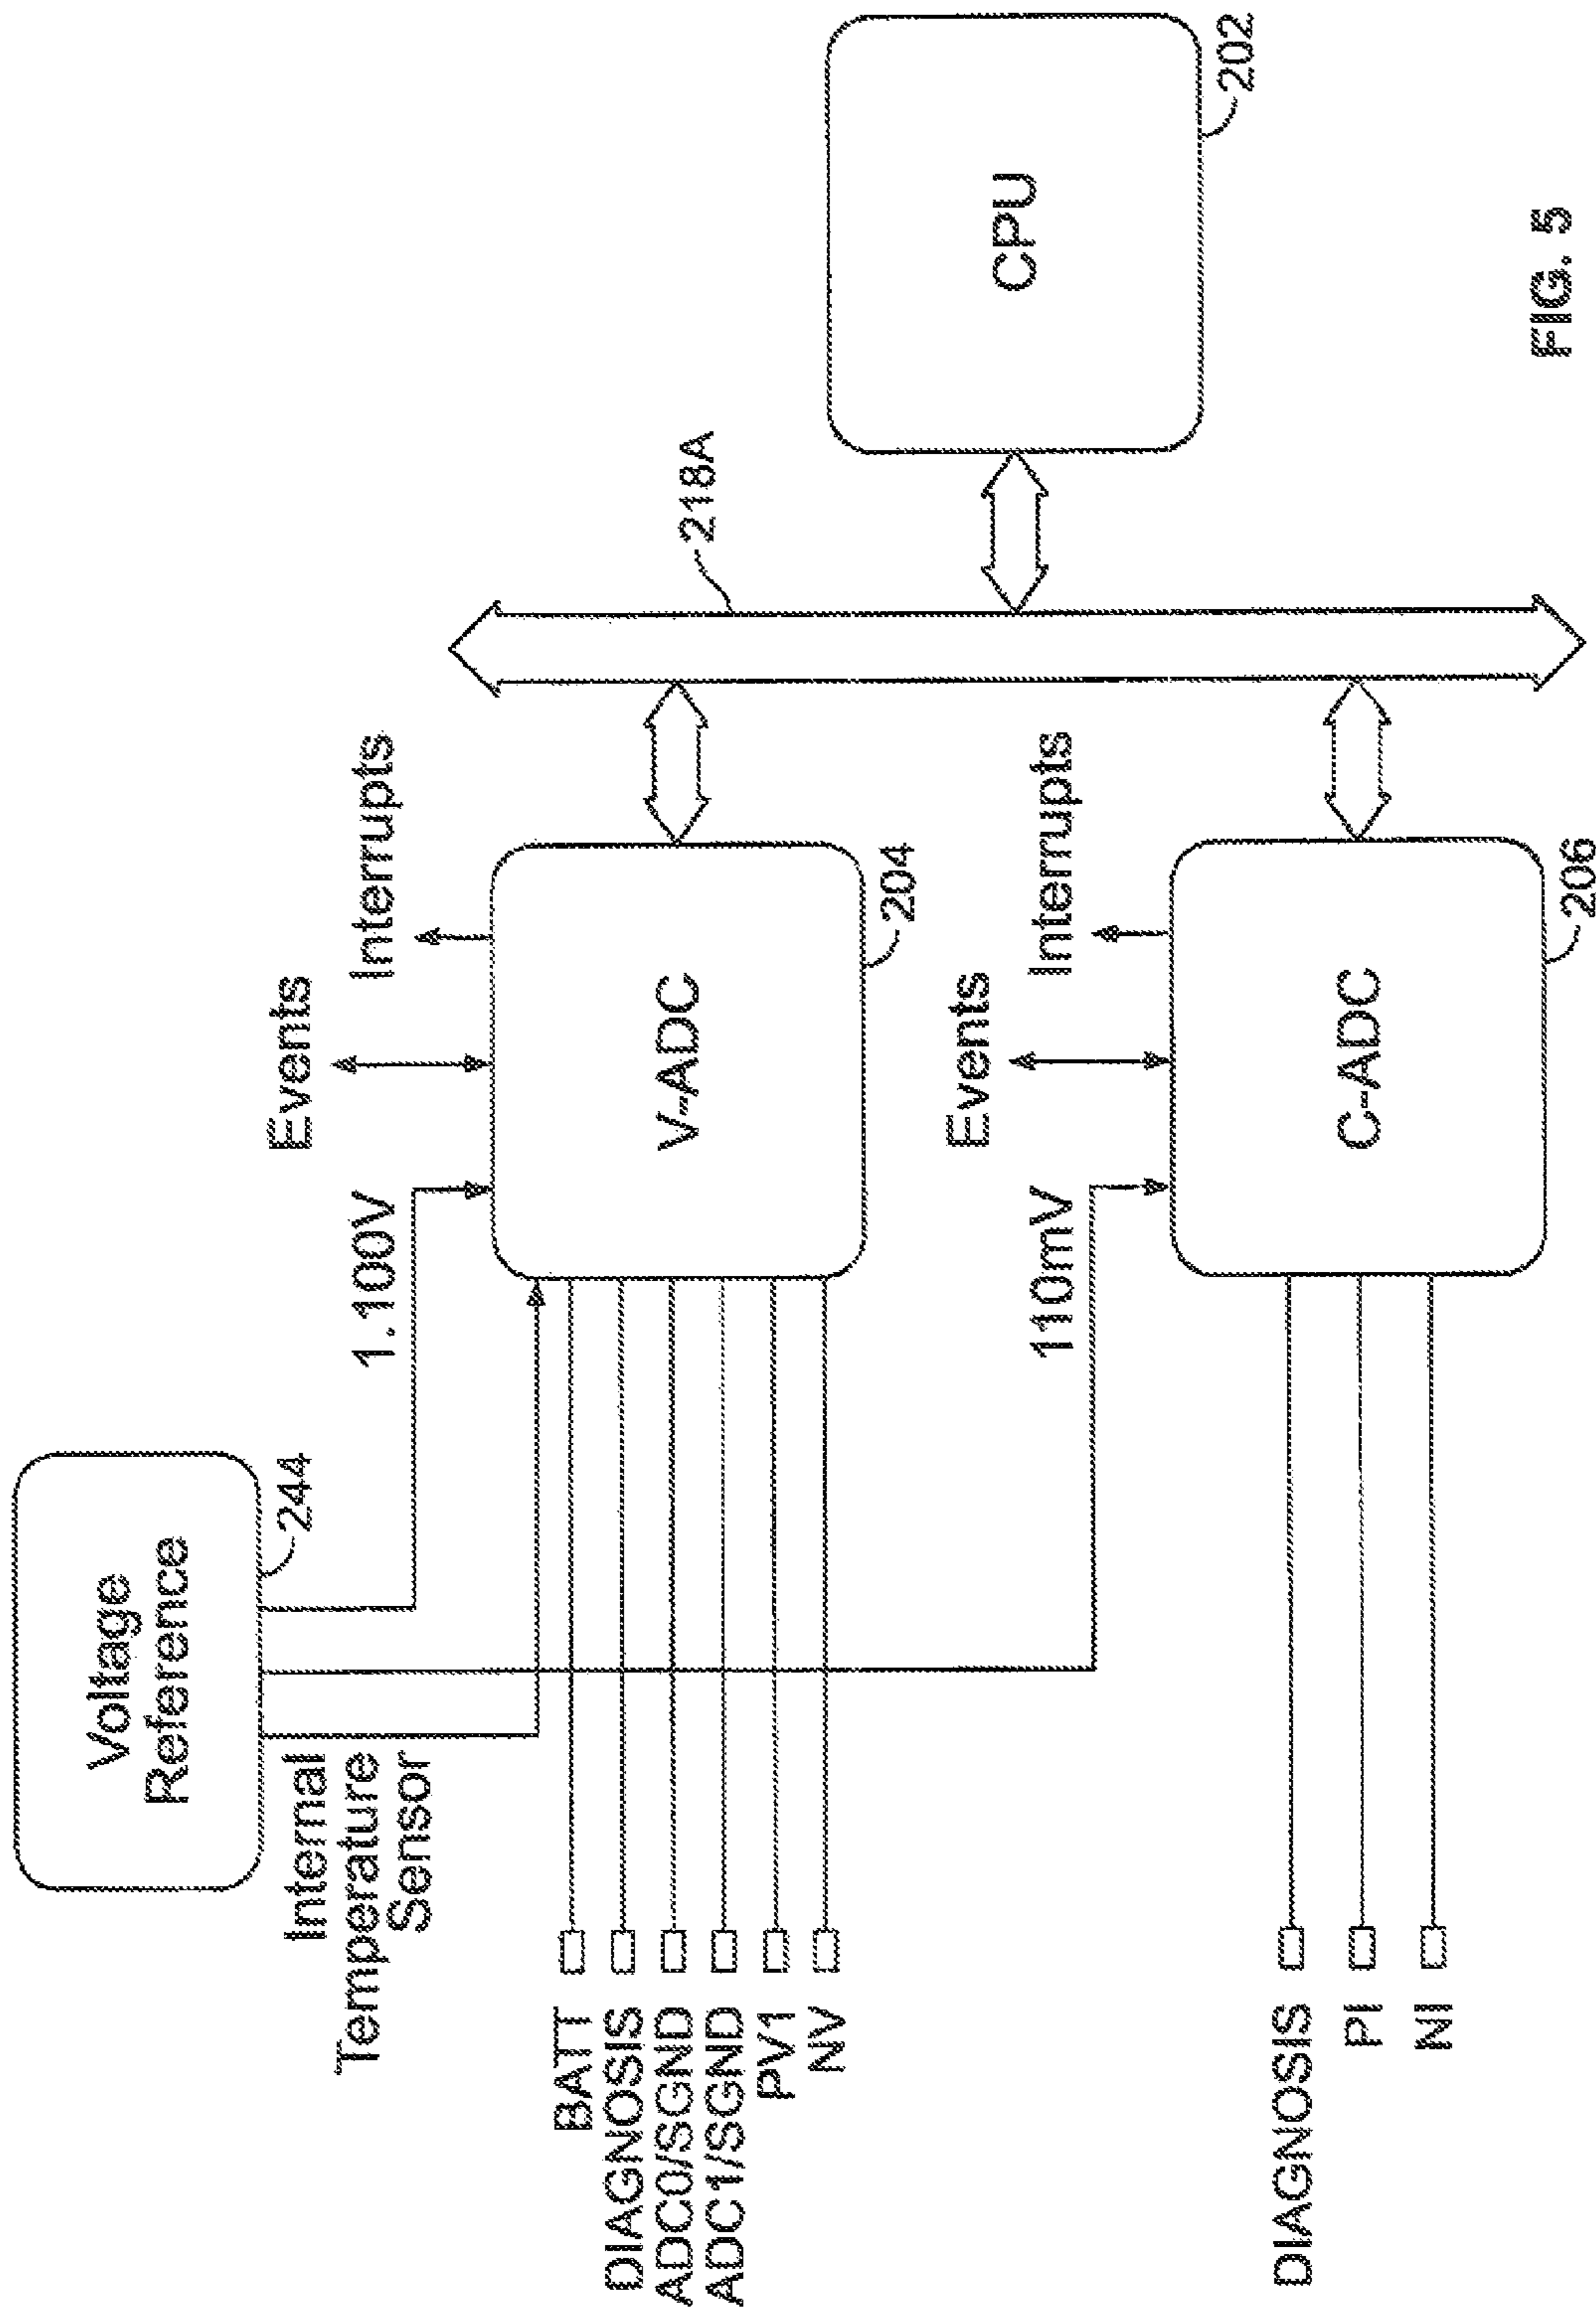 Voltage
Reference
244
Internal
Temperature
Sensor
1.100V
Events
Interrupts
BATT
DIAGNOSIS
ADC0/SGND
ADC1/SGND
PV1
NV
V-ADC
204
218A
CPU
202
110mV
Events
Interrupts
DIAGNOSIS
PI
NI
C-ADC
206
FIG. 5